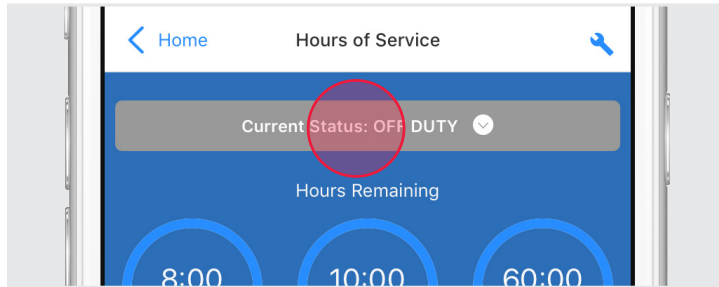 Home
Hours of Service
Current Status: OFF DUTY
Hours Remaining
8:00
10:00
60:00